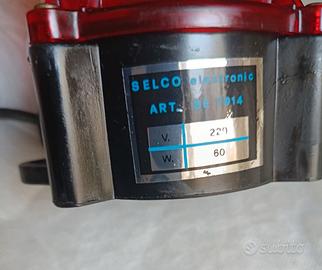 SELCO electronic
ART. SE 1014
V. 220
W. 60
subito